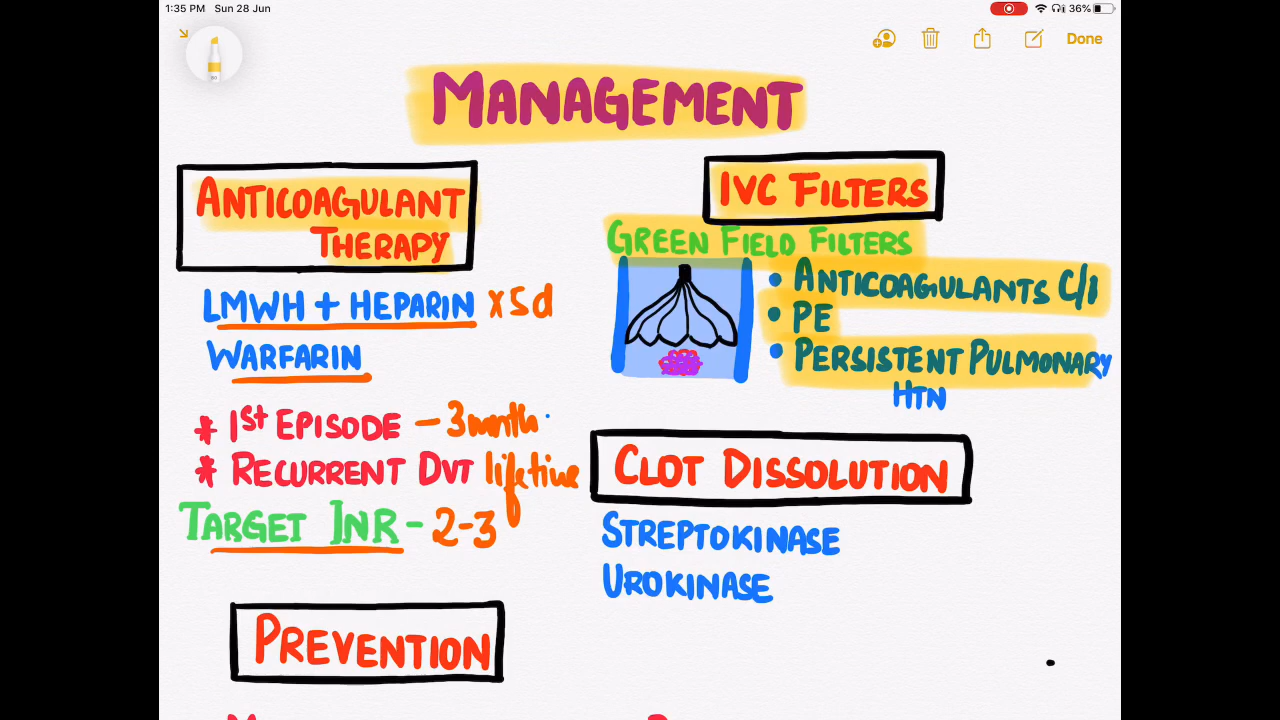 1:35 PM Sun 28 Jun
36%
Done
MANAGEMENT
ANTICOAGULANT
THERAPY
LMWH + HEPARIN x 5d
WARFARIN
* 1st EPISODE - 3 month
* RECURRENT DVT lifetime
TARGET INR - 2-3
PREVENTION
IVC FILTERS
GREEN FIELD FILTERS
• ANTICOAGULANTS C/I
• PE
• PERSISTENT PULMONARY
HTN
CLOT DISSOLUTION
STREPTOKINASE
UROKINASE